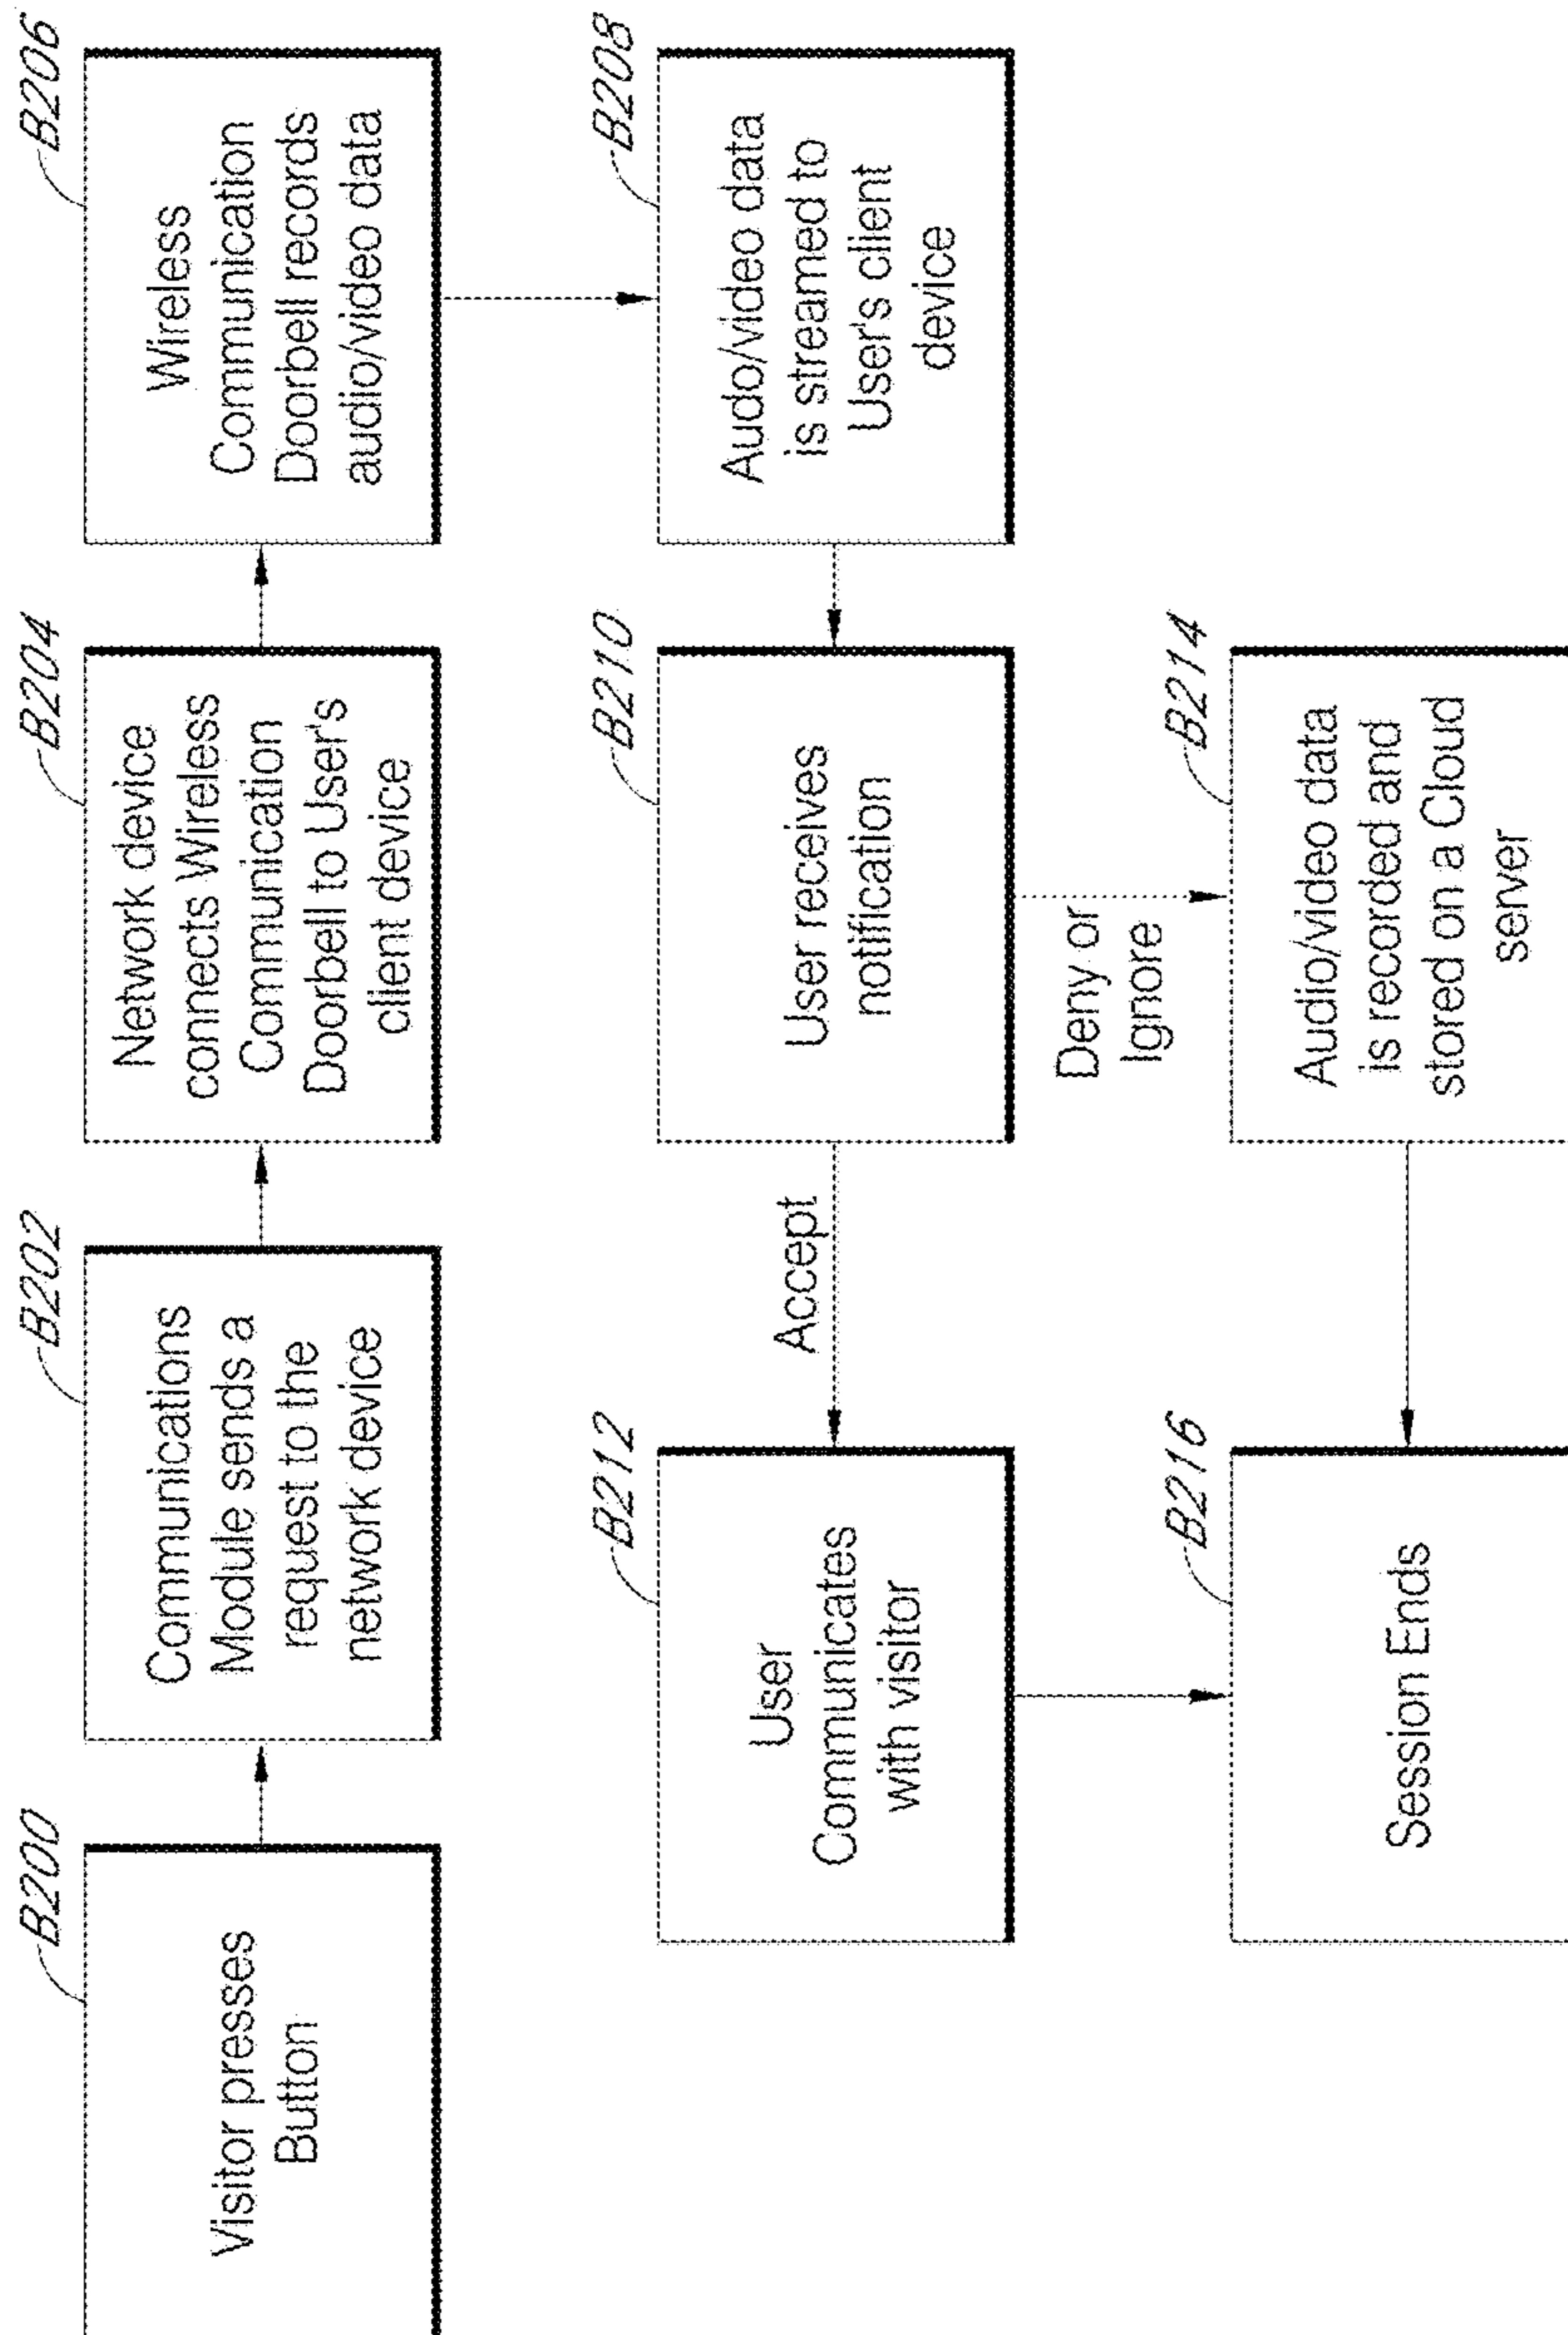 B200
Visitor presses
Button
B202
Communications
Module sends a
request to the
network device
B204
Network device
connects Wireless
Communication
Doorbell to User's
client device
B206
Wireless
Communication
Doorbell records
audio/video data
B208
Audo/video data
is streamed to
User's client
device
B210
User receives
notification
Accept
B212
User
Communicates
with visitor
Deny or
Ignore
B214
Audio/video data
is recorded and
stored on a Cloud
server
B216
Session Ends